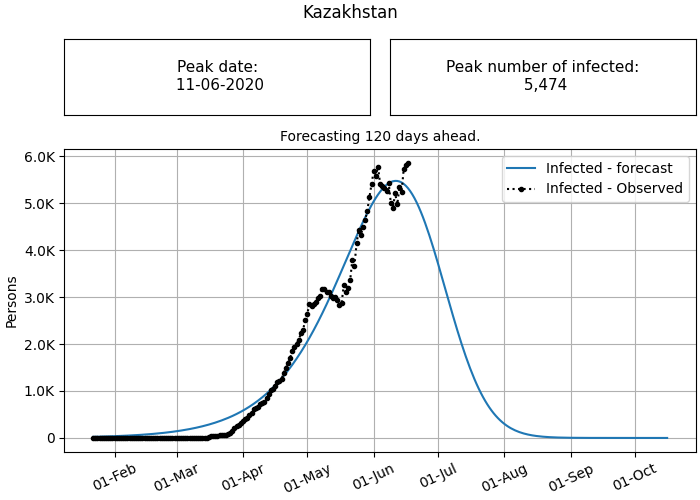 Kazakhstan
Peak date:
11-06-2020
Peak number of infected:
5,474
Forecasting 120 days ahead.
Infected - forecast
Infected - Observed
Persons
6.0K
5.0K
4.0K
3.0K
2.0K
1.0K
0
01-Feb
01-Mar
01-Apr
01-May
01-Jun
01-Jul
01-Aug
01-Sep
01-Oct